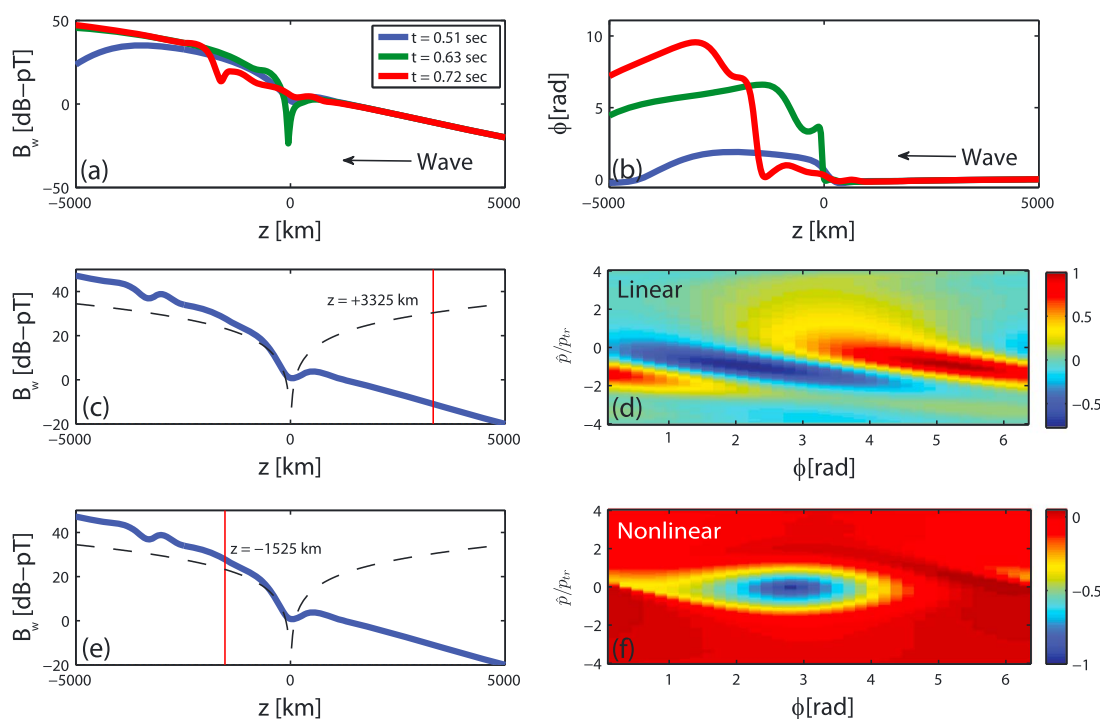 50
0
−50
B_w [dB−pT]
t = 0.51 sec
t = 0.63 sec
t = 0.72 sec
(a)
Wave
−5000
0
5000
z [km]
10
5
0
ϕ[rad]
(b)
Wave
−5000
0
5000
z [km]
40
20
0
−20
B_w [dB−pT]
z = +3325 km
(c)
−5000
0
5000
z [km]
4
2
0
−2
−4
p̂/p_tr
Linear
(d)
1
2
3
4
5
6
ϕ[rad]
1
0.5
0
−0.5
40
20
0
−20
B_w [dB−pT]
z = −1525 km
(e)
−5000
0
5000
z [km]
4
2
0
−2
−4
p̂/p_tr
Nonlinear
(f)
1
2
3
4
5
6
ϕ[rad]
0
−0.5
−1